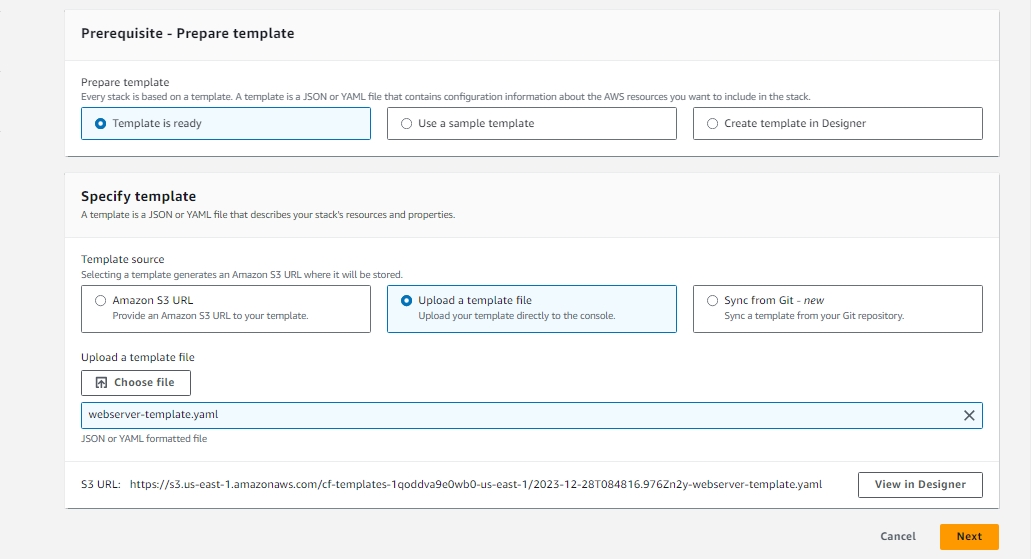 Prerequisite - Prepare template
Prepare template
Every stack is based on a template. A template is a JSON or YAML file that contains configuration information about the AWS resources you want to include in the stack.
Template is ready
Use a sample template
Create template in Designer
Specify template
A template is a JSON or YAML file that describes your stack's resources and properties.
Template source
Selecting a template generates an Amazon S3 URL where it will be stored.
Amazon S3 URL
Provide an Amazon S3 URL to your template.
Upload a template file
Upload your template directly to the console.
Sync from Git - new
Sync a template from your Git repository.
Upload a template file
Choose file
webserver-template.yaml
JSON or YAML formatted file
S3 URL: https://s3.us-east-1.amazonaws.com/cf-templates-1qoddva9e0wb0-us-east-1/2023-12-28T084816.976Zn2y-webserver-template.yaml
View in Designer
Cancel
Next